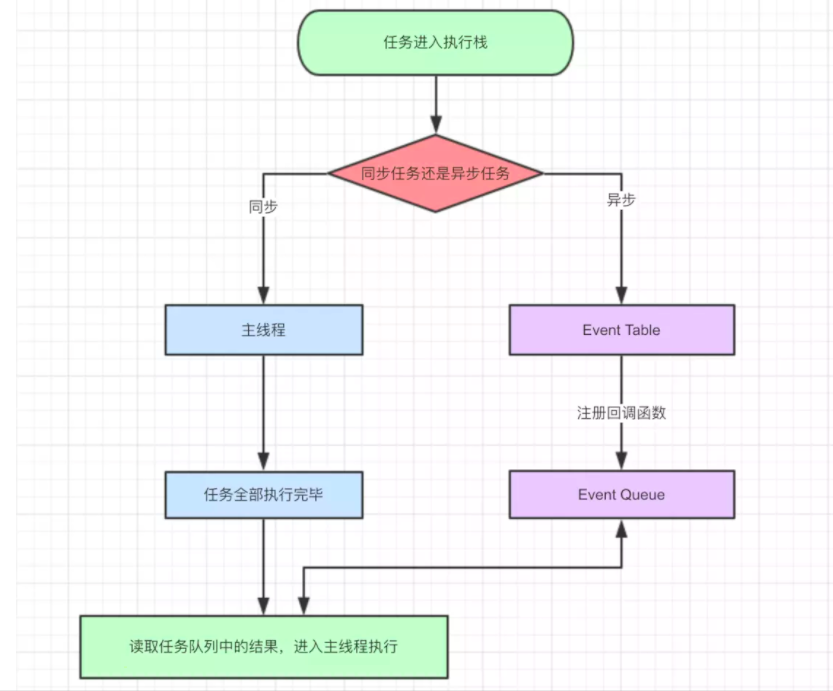 任务进入执行栈
同步任务还是异步任务
同步
异步
主线程
Event Table
注册回调函数
任务全部执行完毕
Event Queue
读取任务队列中的结果，进入主线程执行